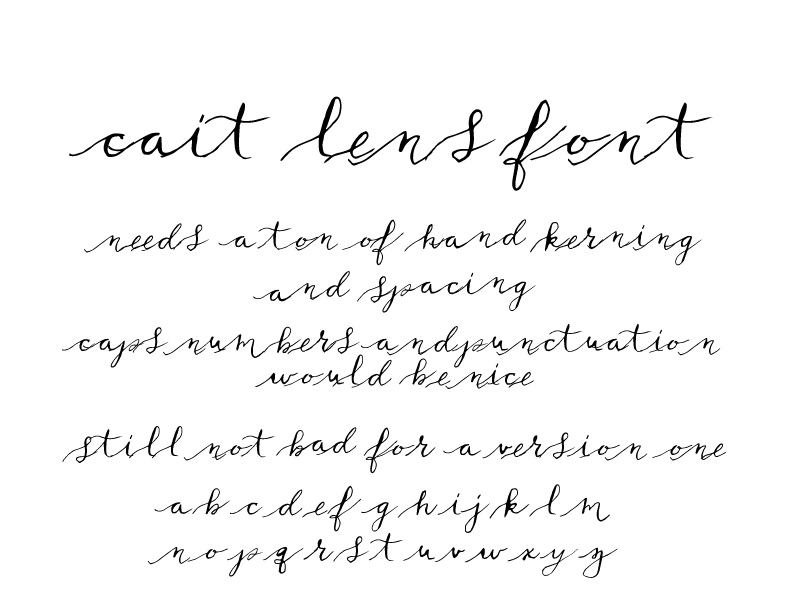 cait lens font
needs a ton of hand kerning
and spacing
caps numbers and punctuation
would be nice
still not bad for a version one
a b c d e f g h i j k l m
n o p q r s t u v w x y z